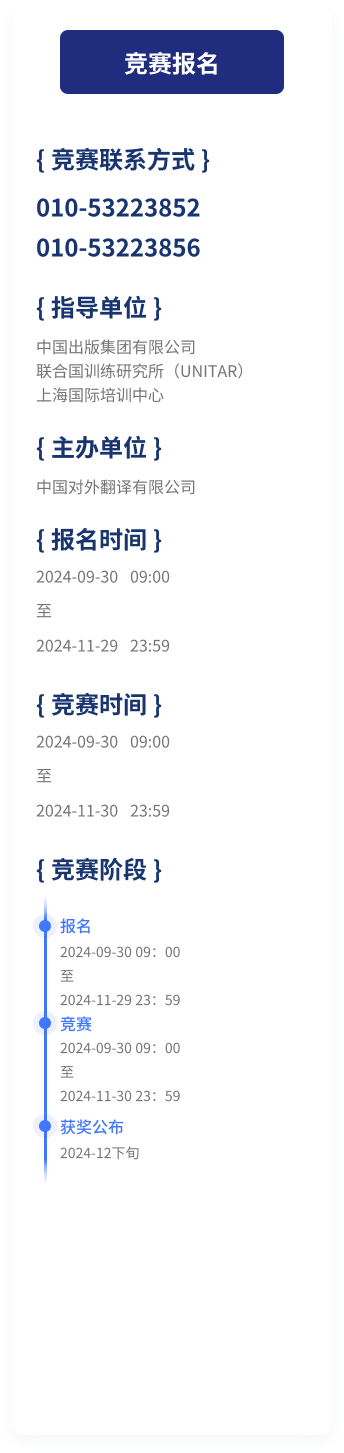 竞赛报名
{ 竞赛联系方式 }
010-53223852
010-53223856
{ 指导单位 }
中国出版集团有限公司
联合国训练研究所（UNITAR）
上海国际培训中心
{ 主办单位 }
中国对外翻译有限公司
{ 报名时间 }
2024-09-30 09:00
至
2024-11-29 23:59
{ 竞赛时间 }
2024-09-30 09:00
至
2024-11-30 23:59
{ 竞赛阶段 }
报名
2024-09-30 09：00
至
2024-11-29 23：59
竞赛
2024-09-30 09：00
至
2024-11-30 23：59
获奖公布
2024-12下旬